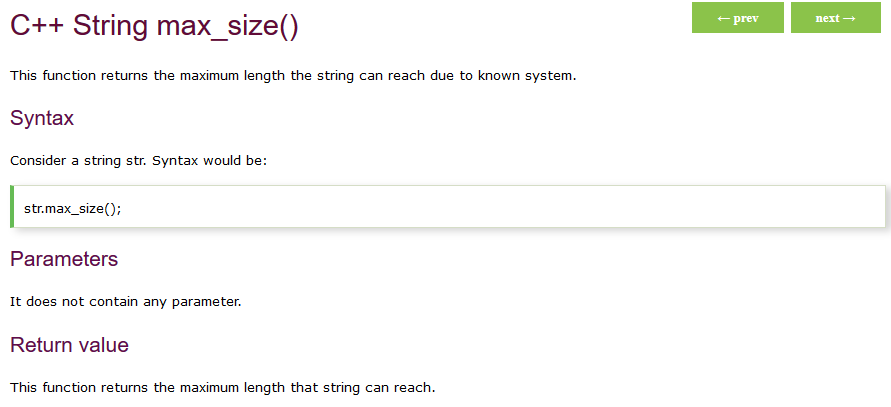 C++ String max_size()
← prev
next →
This function returns the maximum length the string can reach due to known system.
Syntax
Consider a string str. Syntax would be:
str.max_size();
Parameters
It does not contain any parameter.
Return value
This function returns the maximum length that string can reach.